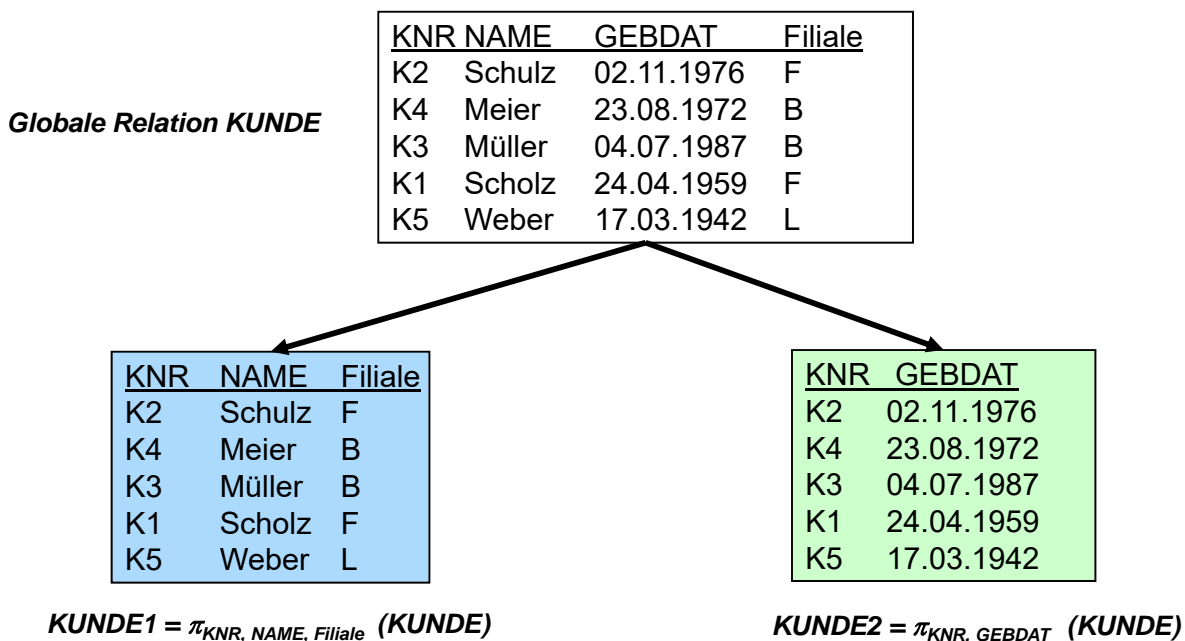 KNR NAME GEBDAT Filiale
K2 Schulz 02.11.1976 F
K4 Meier 23.08.1972 B
K3 Müller 04.07.1987 B
K1 Scholz 24.04.1959 F
K5 Weber 17.03.1942 L
Globale Relation KUNDE
KNR NAME Filiale
K2 Schulz F
K4 Meier B
K3 Müller B
K1 Scholz F
K5 Weber L
KUNDE1 = π KNR, NAME, Filiale (KUNDE)
KNR GEBDAT
K2 02.11.1976
K4 23.08.1972
K3 04.07.1987
K1 24.04.1959
K5 17.03.1942
KUNDE2 = π KNR, GEBDAT (KUNDE)